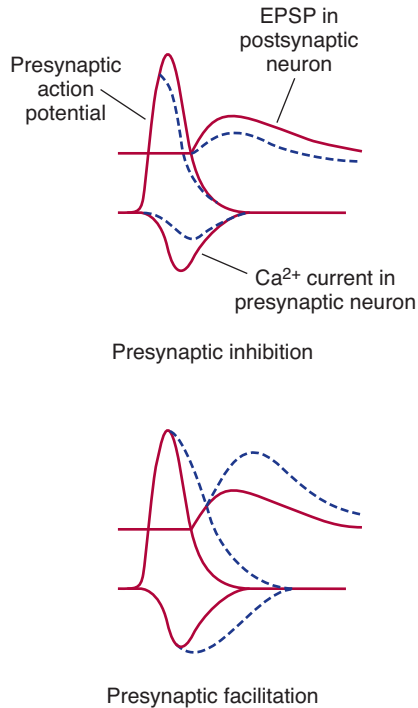 EPSP in
postsynaptic
neuron
Presynaptic
action
potential
Ca²⁺ current in
presynaptic neuron
Presynaptic inhibition
Presynaptic facilitation